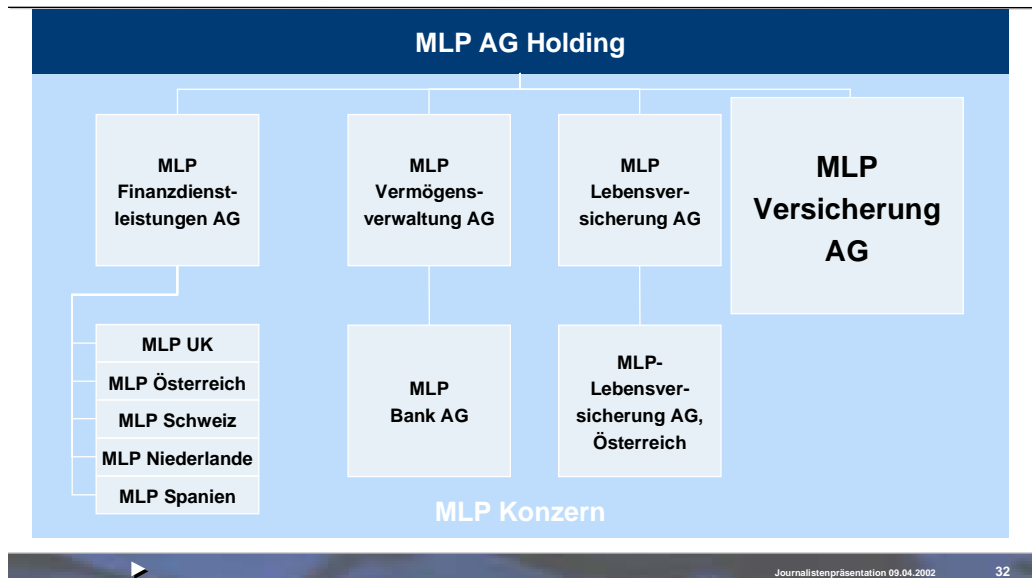 MLP AG Holding
MLP
Finanzdienst-
leistungen AG
MLP
Vermögens-
verwaltung AG
MLP
Lebensver-
sicherung AG
MLP
Versicherung
AG
MLP UK
MLP Österreich
MLP Schweiz
MLP Niederlande
MLP Spanien
MLP
Bank AG
MLP-
Lebensver-
sicherung AG,
Österreich
MLP Konzern
Journalistenpräsentation 09.04.2002
32